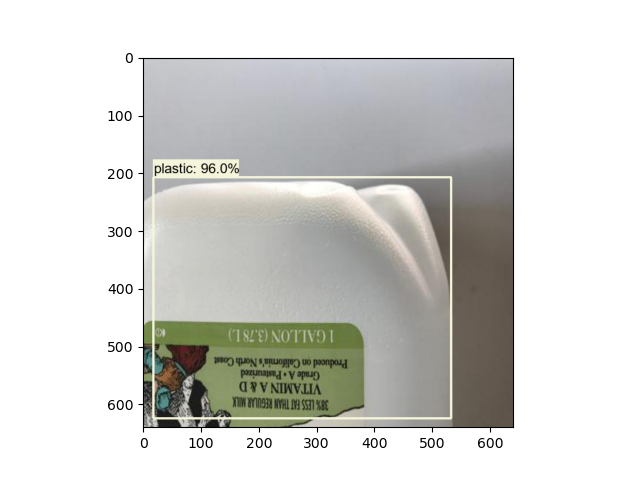 plastic: 96.0%
0
100
200
300
400
500
600
0 100 200 300 400 500 600
38% LESS FAT THAN REGULAR MILK
VITAMIN A & D
Grade A • Pasteurized
Produced on California's North Coast
1 GALLON (3.78 L)